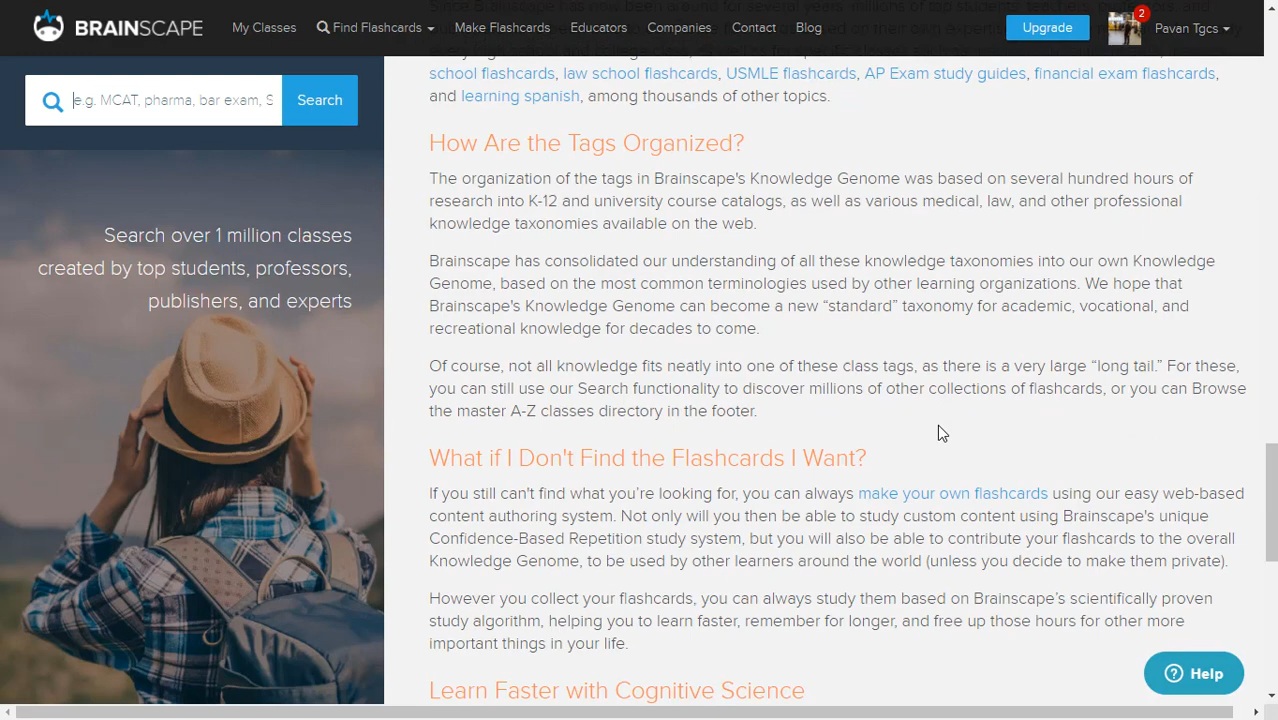 BRAINSCAPE
My Classes
Find Flashcards
Make Flashcards
Educators
Companies
Contact
Blog
Upgrade
2
Pavan Tgcs
e.g. MCAT, pharma, bar exam, S
Search
Search over 1 million classes
created by top students, professors,
publishers, and experts
school flashcards, law school flashcards, USMLE flashcards, AP Exam study guides, financial exam flashcards,
and learning spanish, among thousands of other topics.
How Are the Tags Organized?
The organization of the tags in Brainscape's Knowledge Genome was based on several hundred hours of
research into K-12 and university course catalogs, as well as various medical, law, and other professional
knowledge taxonomies available on the web.
Brainscape has consolidated our understanding of all these knowledge taxonomies into our own Knowledge
Genome, based on the most common terminologies used by other learning organizations. We hope that
Brainscape's Knowledge Genome can become a new “standard” taxonomy for academic, vocational, and
recreational knowledge for decades to come.
Of course, not all knowledge fits neatly into one of these class tags, as there is a very large “long tail.” For these,
you can still use our Search functionality to discover millions of other collections of flashcards, or you can Browse
the master A-Z classes directory in the footer.
What if I Don't Find the Flashcards I Want?
If you still can't find what you’re looking for, you can always make your own flashcards using our easy web-based
content authoring system. Not only will you then be able to study custom content using Brainscape's unique
Confidence-Based Repetition study system, but you will also be able to contribute your flashcards to the overall
Knowledge Genome, to be used by other learners around the world (unless you decide to make them private).
However you collect your flashcards, you can always study them based on Brainscape’s scientifically proven
study algorithm, helping you to learn faster, remember for longer, and free up those hours for other more
important things in your life.
Learn Faster with Cognitive Science
Help